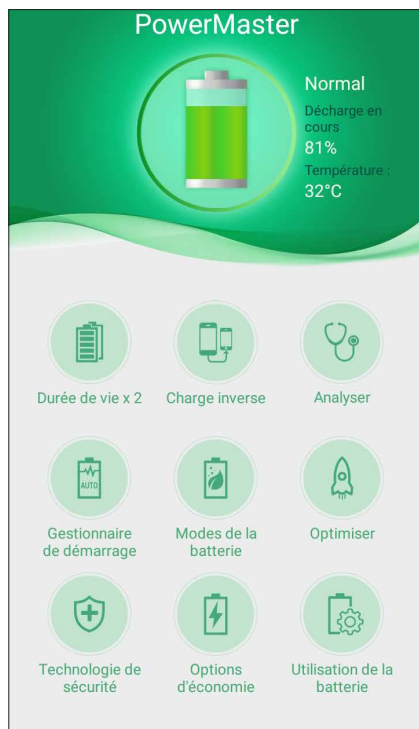 PowerMaster
Normal
Décharge en
cours
81%
Température :
32°C
Durée de vie x 2
Charge inverse
Analyser
AUTO
Gestionnaire
de démarrage
Modes de la
batterie
Optimiser
Technologie de
sécurité
Options
d'économie
Utilisation de la
batterie